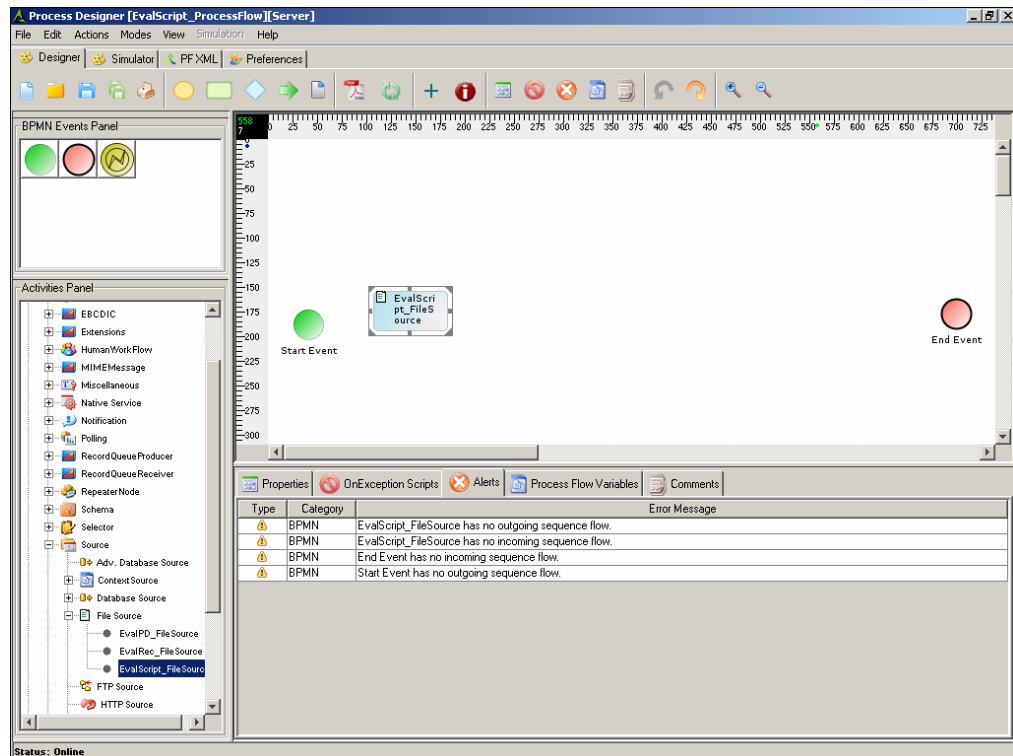 Process Designer [EvalScript_ProcessFlow][Server]
File Edit Actions Modes View Simulation Help
Designer Simulator PF XML Preferences
BPMN Events Panel
558
7
0 25 50 75 100 125 150 175 200 225 250 275 300 325 350 375 400 425 450 475 500 525 550 575 600 625 650 675 700 725
0
25
50
75
100
125
150
175
200
225
250
275
300
EvalScri
pt_FileS
ource
Start Event
End Event
Activities Panel
EBCDIC
Extensions
HumanWorkFlow
MIMEMessage
Miscellaneous
Native Service
Notification
Polling
RecordQueueProducer
RecordQueueReceiver
RepeaterNode
Schema
Selector
Source
Adv. Database Source
ContextSource
Database Source
File Source
EvalPD_FileSource
EvalRec_FileSource
EvalScript_FileSourc
FTP Source
HTTP Source
Properties OnException Scripts Alerts Process Flow Variables Comments
Type Category Error Message
BPMN EvalScript_FileSource has no outgoing sequence flow.
BPMN EvalScript_FileSource has no incoming sequence flow.
BPMN End Event has no incoming sequence flow.
BPMN Start Event has no outgoing sequence flow.
Status: Online